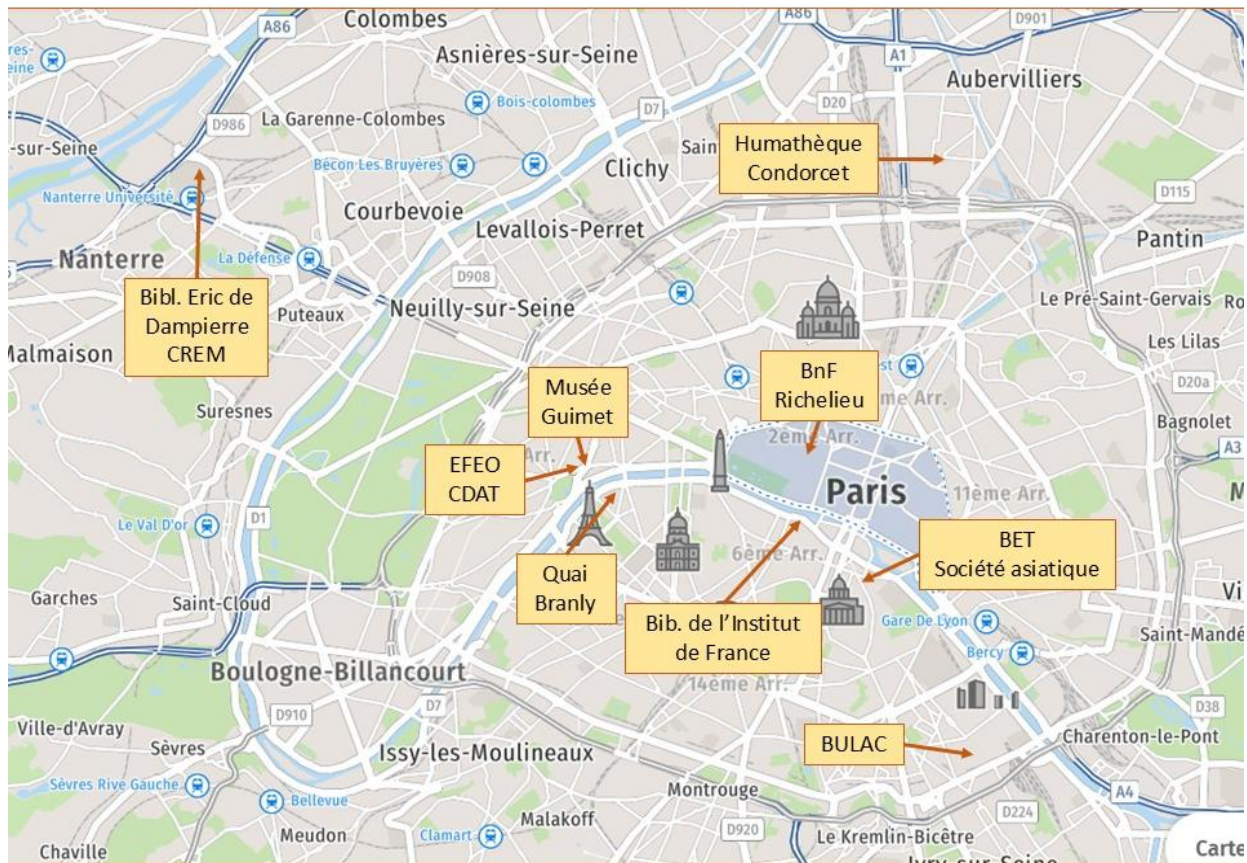 A86
Colombes
A86
D901
Asnières-sur-Seine
A1
Aubervilliers
D986
La Garenne-Colombes
Bois-colombes
D7
D20
-sur-Seine
Bécon Les Bruyères
Clichy
Humathèque
Condorcet
D115
Nanterre Université
Courbevoie
Levallois-Perret
Pantin
Nanterre
La Défense
D908
Bibl. Eric de
Dampierre
CREM
Puteaux
Neuilly-sur-Seine
Le Pré-Saint-Gervais
Malmaison
Les Lilas
Musée
Guimet
BnF
Richelieu
D20a
Suresnes
Bagnolet
2ème Arr.
A3
EFEO
CDAT
Arr.
Paris
11ème Arr.
Le Val D'or
D1
6ème Arr.
BET
Société asiatique
Quai
Branly
Garches
Saint-Cloud
Bib. de l'Institut
de France
Gare De Lyon
Saint-Mandé
Bercy
Boulogne-Billancourt
14ème Arr.
D910
D7
D38
Ville-d'Avray
Sèvres
Issy-les-Moulineaux
BULAC
Charenton-le-Pont
Sèvres Rive Gauche
Bellevue
Montrouge
A4
D224
Malakoff
Meudon
Clamart
D920
Le Kremlin-Bicêtre
Chaville
Ivry-sur-Seine
Carte